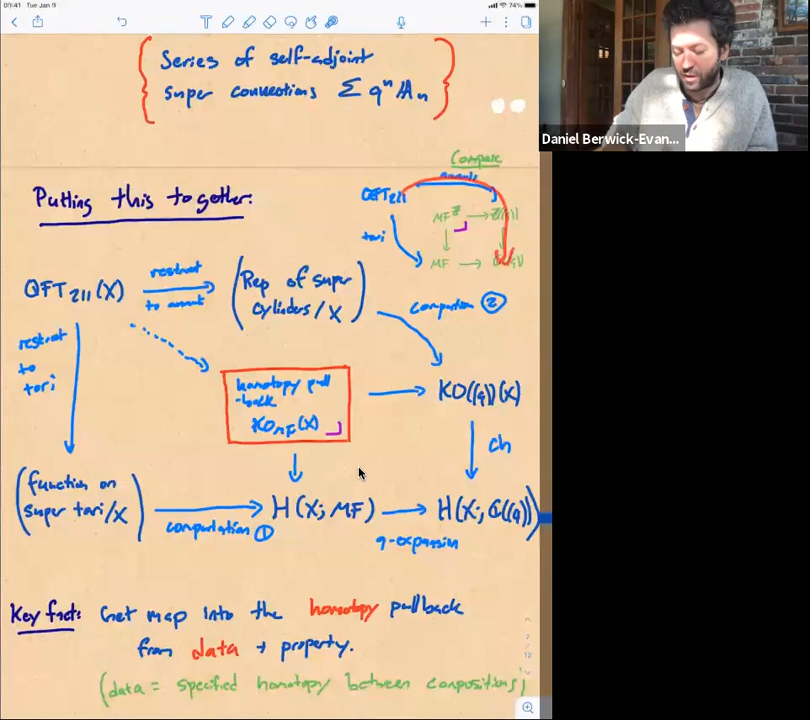 09:41 Tue Jan 9
74%
Series of self-adjoint
super connections Σ qⁿ 𝔸ₙ
Daniel Berwick-Evan...
Compare
Putting this together:
QFT₂|₁
tori
MF^ℤ → ℤ((q))
MF →
QFT₂|₁(X)
restrict
to annuli
(Rep of super
cylinders/X)
computation ②
restrict
to
tori
homotopy pull
-back
KO_MF(X)
KO((q))(X)
ch
(function on
super tori/X)
computation ①
H(X; MF)
q-expansion
H(X; ℂ((q)))
Key fact: Get map into the homotopy pullback
from data + property.
(data = specified homotopy between compositions)